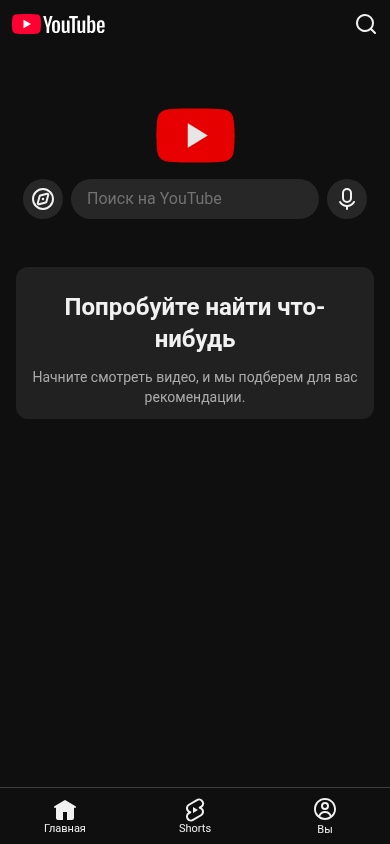 YouTube
Поиск на YouTube
Попробуйте найти что-
нибудь
Начните смотреть видео, и мы подберем для вас
рекомендации.
Главная
Shorts
Вы